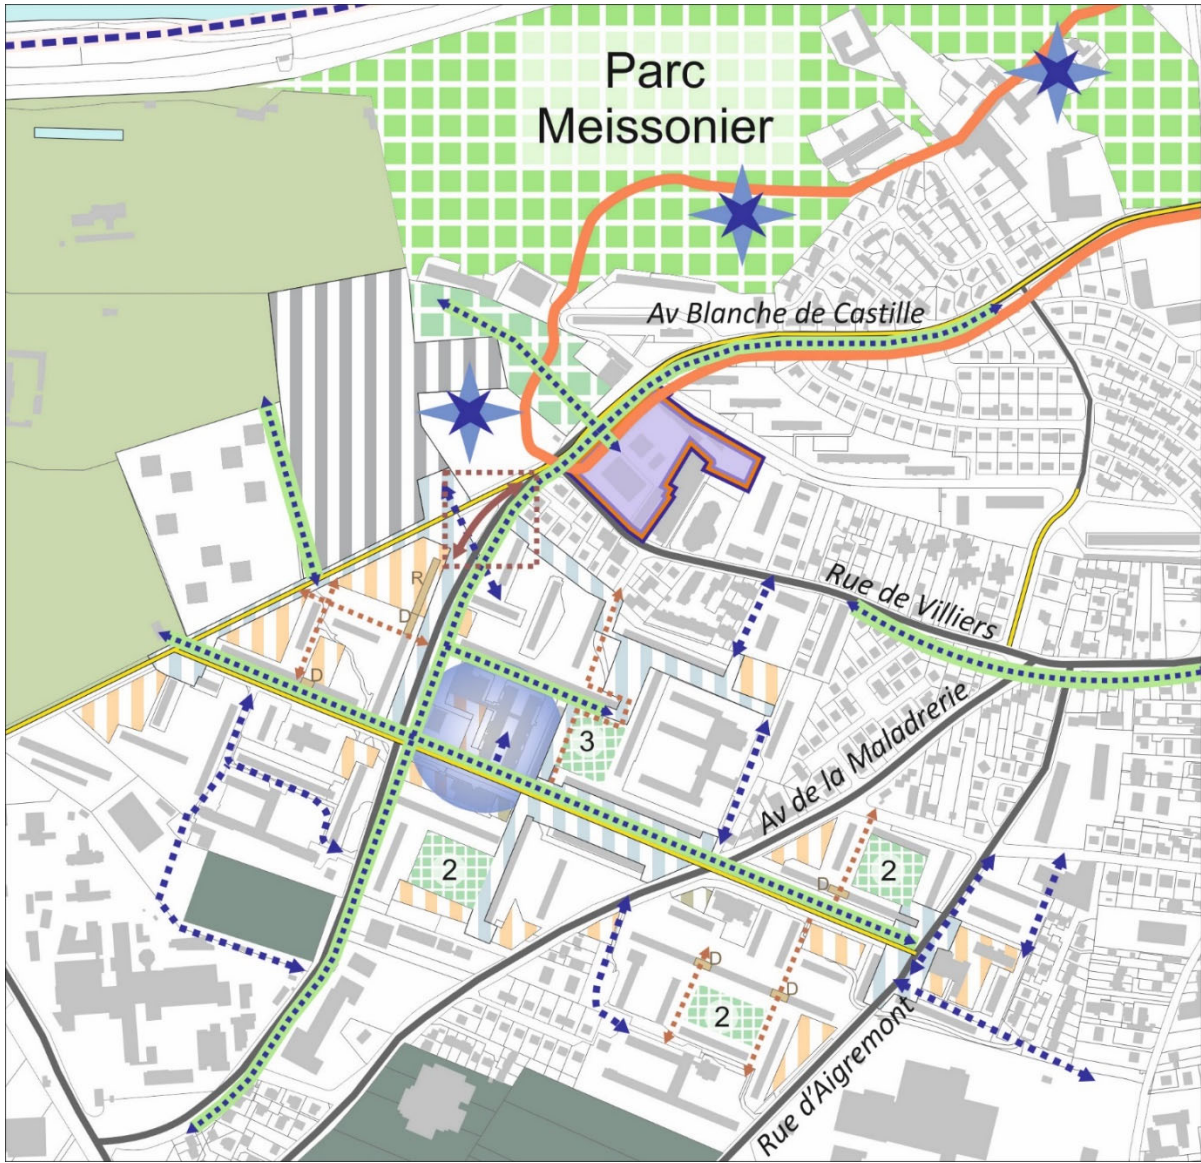 Parc
Meissonier
Av Blanche de Castille
R
D
Rue de Villiers
D
Av de la Maladrerie
3
2
2
D
D
D
2
Rue d'Aigremont